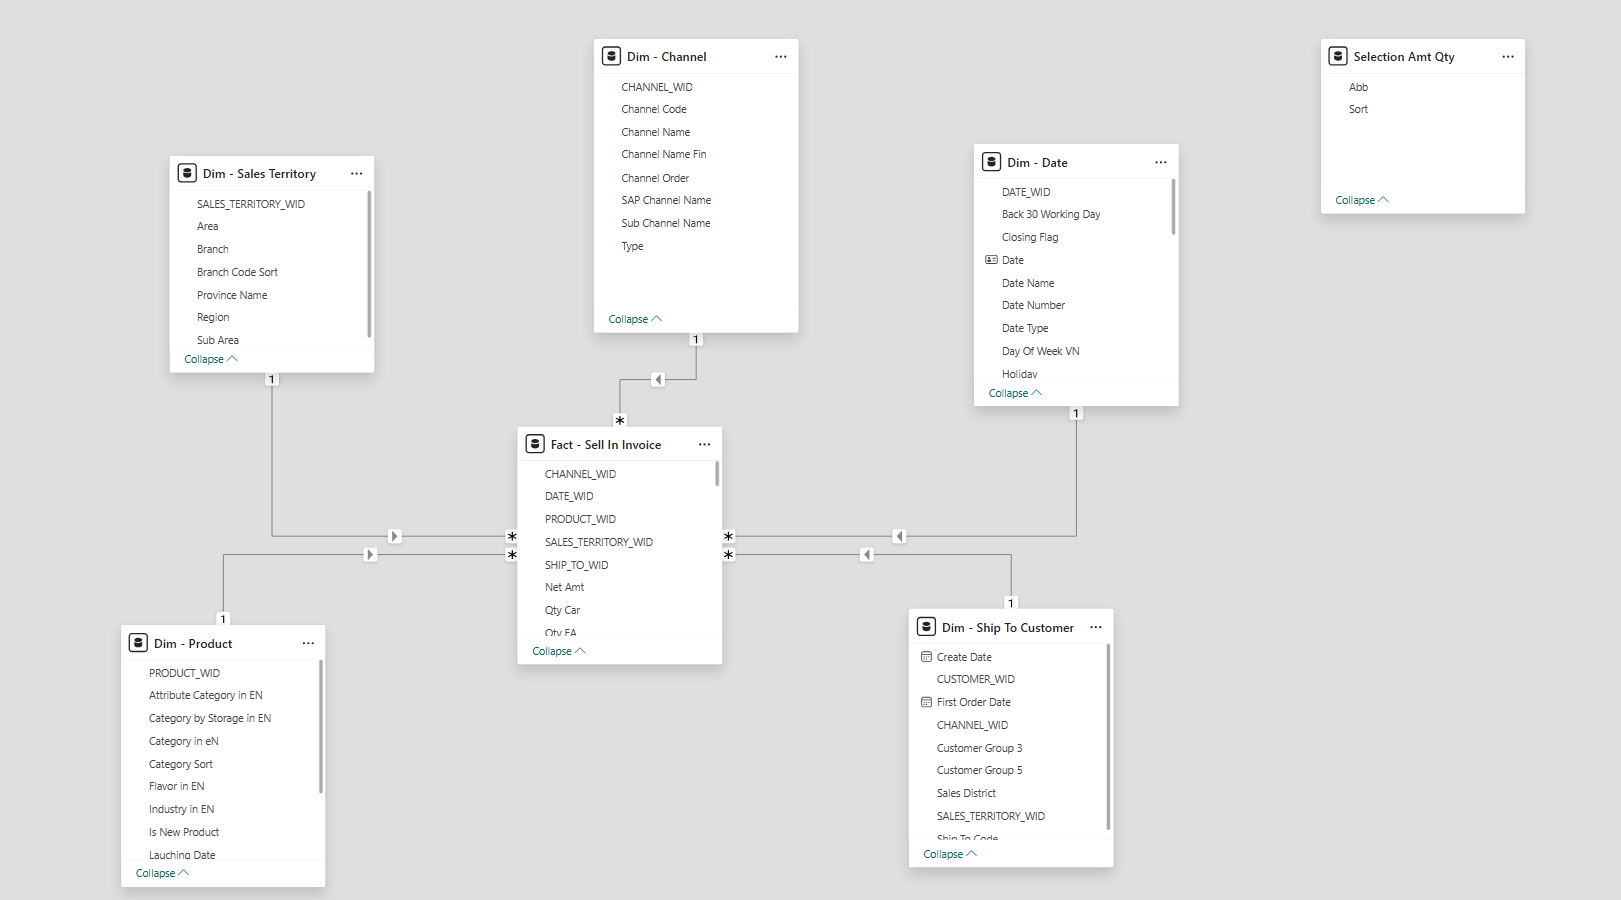 Dim - Channel
CHANNEL_WID
Channel Code
Channel Name
Channel Name Fin
Channel Order
SAP Channel Name
Sub Channel Name
Type
Collapse
Selection Amt Qty
Abb
Sort
Collapse
Dim - Sales Territory
SALES_TERRITORY_WID
Area
Branch
Branch Code Sort
Province Name
Region
Sub Area
Collapse
Dim - Date
DATE_WID
Back 30 Working Day
Closing Flag
Date
Date Name
Date Number
Date Type
Day Of Week VN
Holiday
Collapse
1
1
1
*
Fact - Sell In Invoice
CHANNEL_WID
DATE_WID
PRODUCT_WID
SALES_TERRITORY_WID
SHIP_TO_WID
Net Amt
Qty Car
Qty EA
Collapse
*
*
*
*
1
1
Dim - Product
PRODUCT_WID
Attribute Category in EN
Category by Storage in EN
Category in eN
Category Sort
Flavor in EN
Industry in EN
Is New Product
Lauching Date
Collapse
Dim - Ship To Customer
Create Date
CUSTOMER_WID
First Order Date
CHANNEL_WID
Customer Group 3
Customer Group 5
Sales District
SALES_TERRITORY_WID
Ship To Code
Collapse